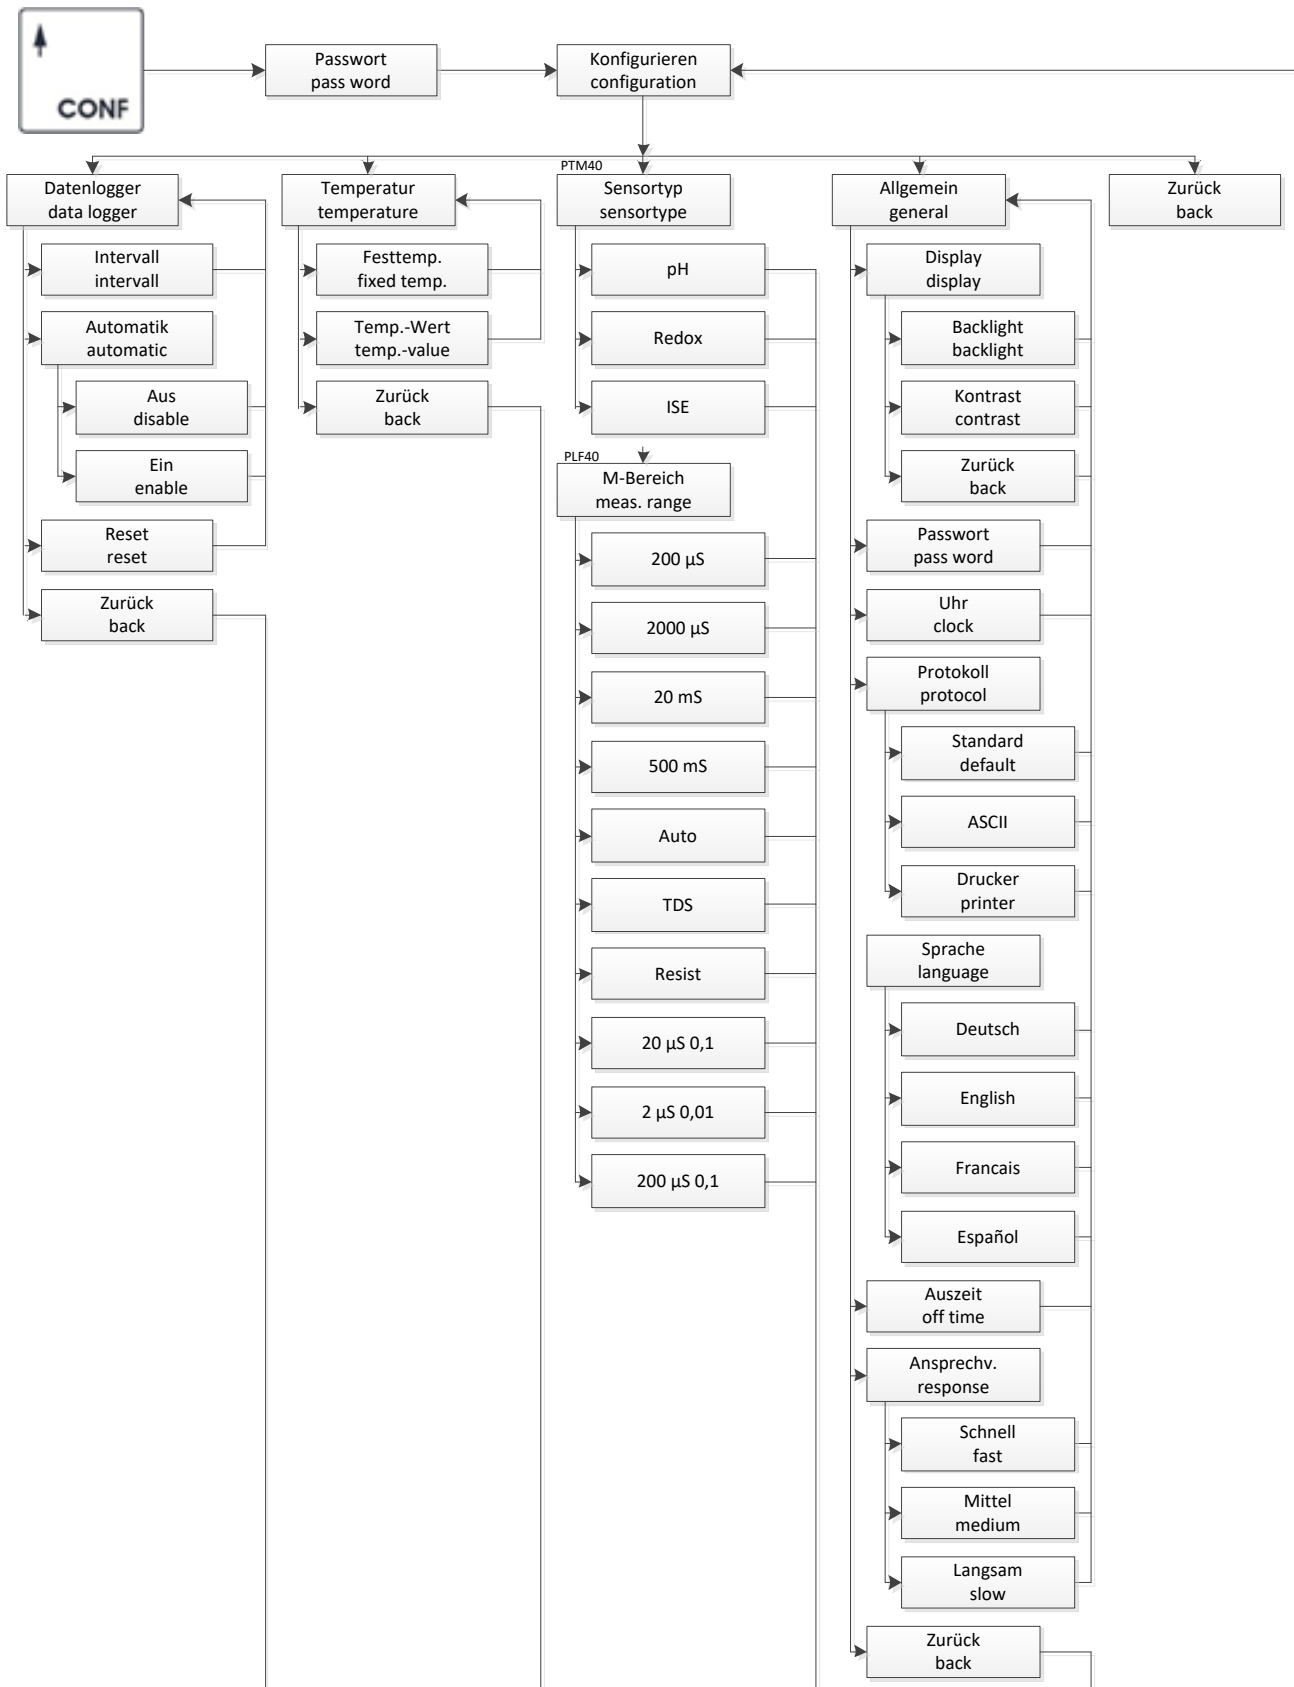 CONF
Passwort
pass word
Konfigurieren
configuration
Datenlogger
data logger
Intervall
intervall
Automatik
automatic
Aus
disable
Ein
enable
Reset
reset
Zurück
back
Temperatur
temperature
Festtemp.
fixed temp.
Temp.-Wert
temp.-value
Zurück
back
PTM40
Sensortyp
sensortype
pH
Redox
ISE
PLF40
M-Bereich
meas. range
200 µS
2000 µS
20 mS
500 mS
Auto
TDS
Resist
20 µS 0,1
2 µS 0,01
200 µS 0,1
Allgemein
general
Display
display
Backlight
backlight
Kontrast
contrast
Zurück
back
Passwort
pass word
Uhr
clock
Protokoll
protocol
Standard
default
ASCII
Drucker
printer
Sprache
language
Deutsch
English
Francais
Español
Auszeit
off time
Ansprechv.
response
Schnell
fast
Mittel
medium
Langsam
slow
Zurück
back
Zurück
back